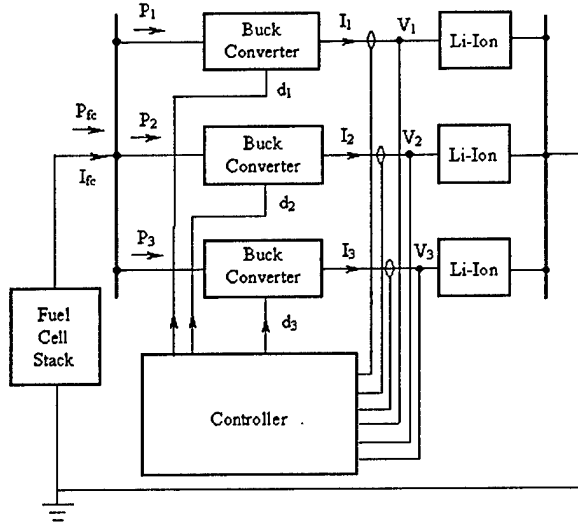 P1
Buck
Converter
I1
V1
Li-Ion
d1
Pfc
P2
Buck
Converter
I2
V2
Li-Ion
Ifc
d2
P3
Buck
Converter
I3
V3
Li-Ion
Fuel
Cell
Stack
d3
Controller